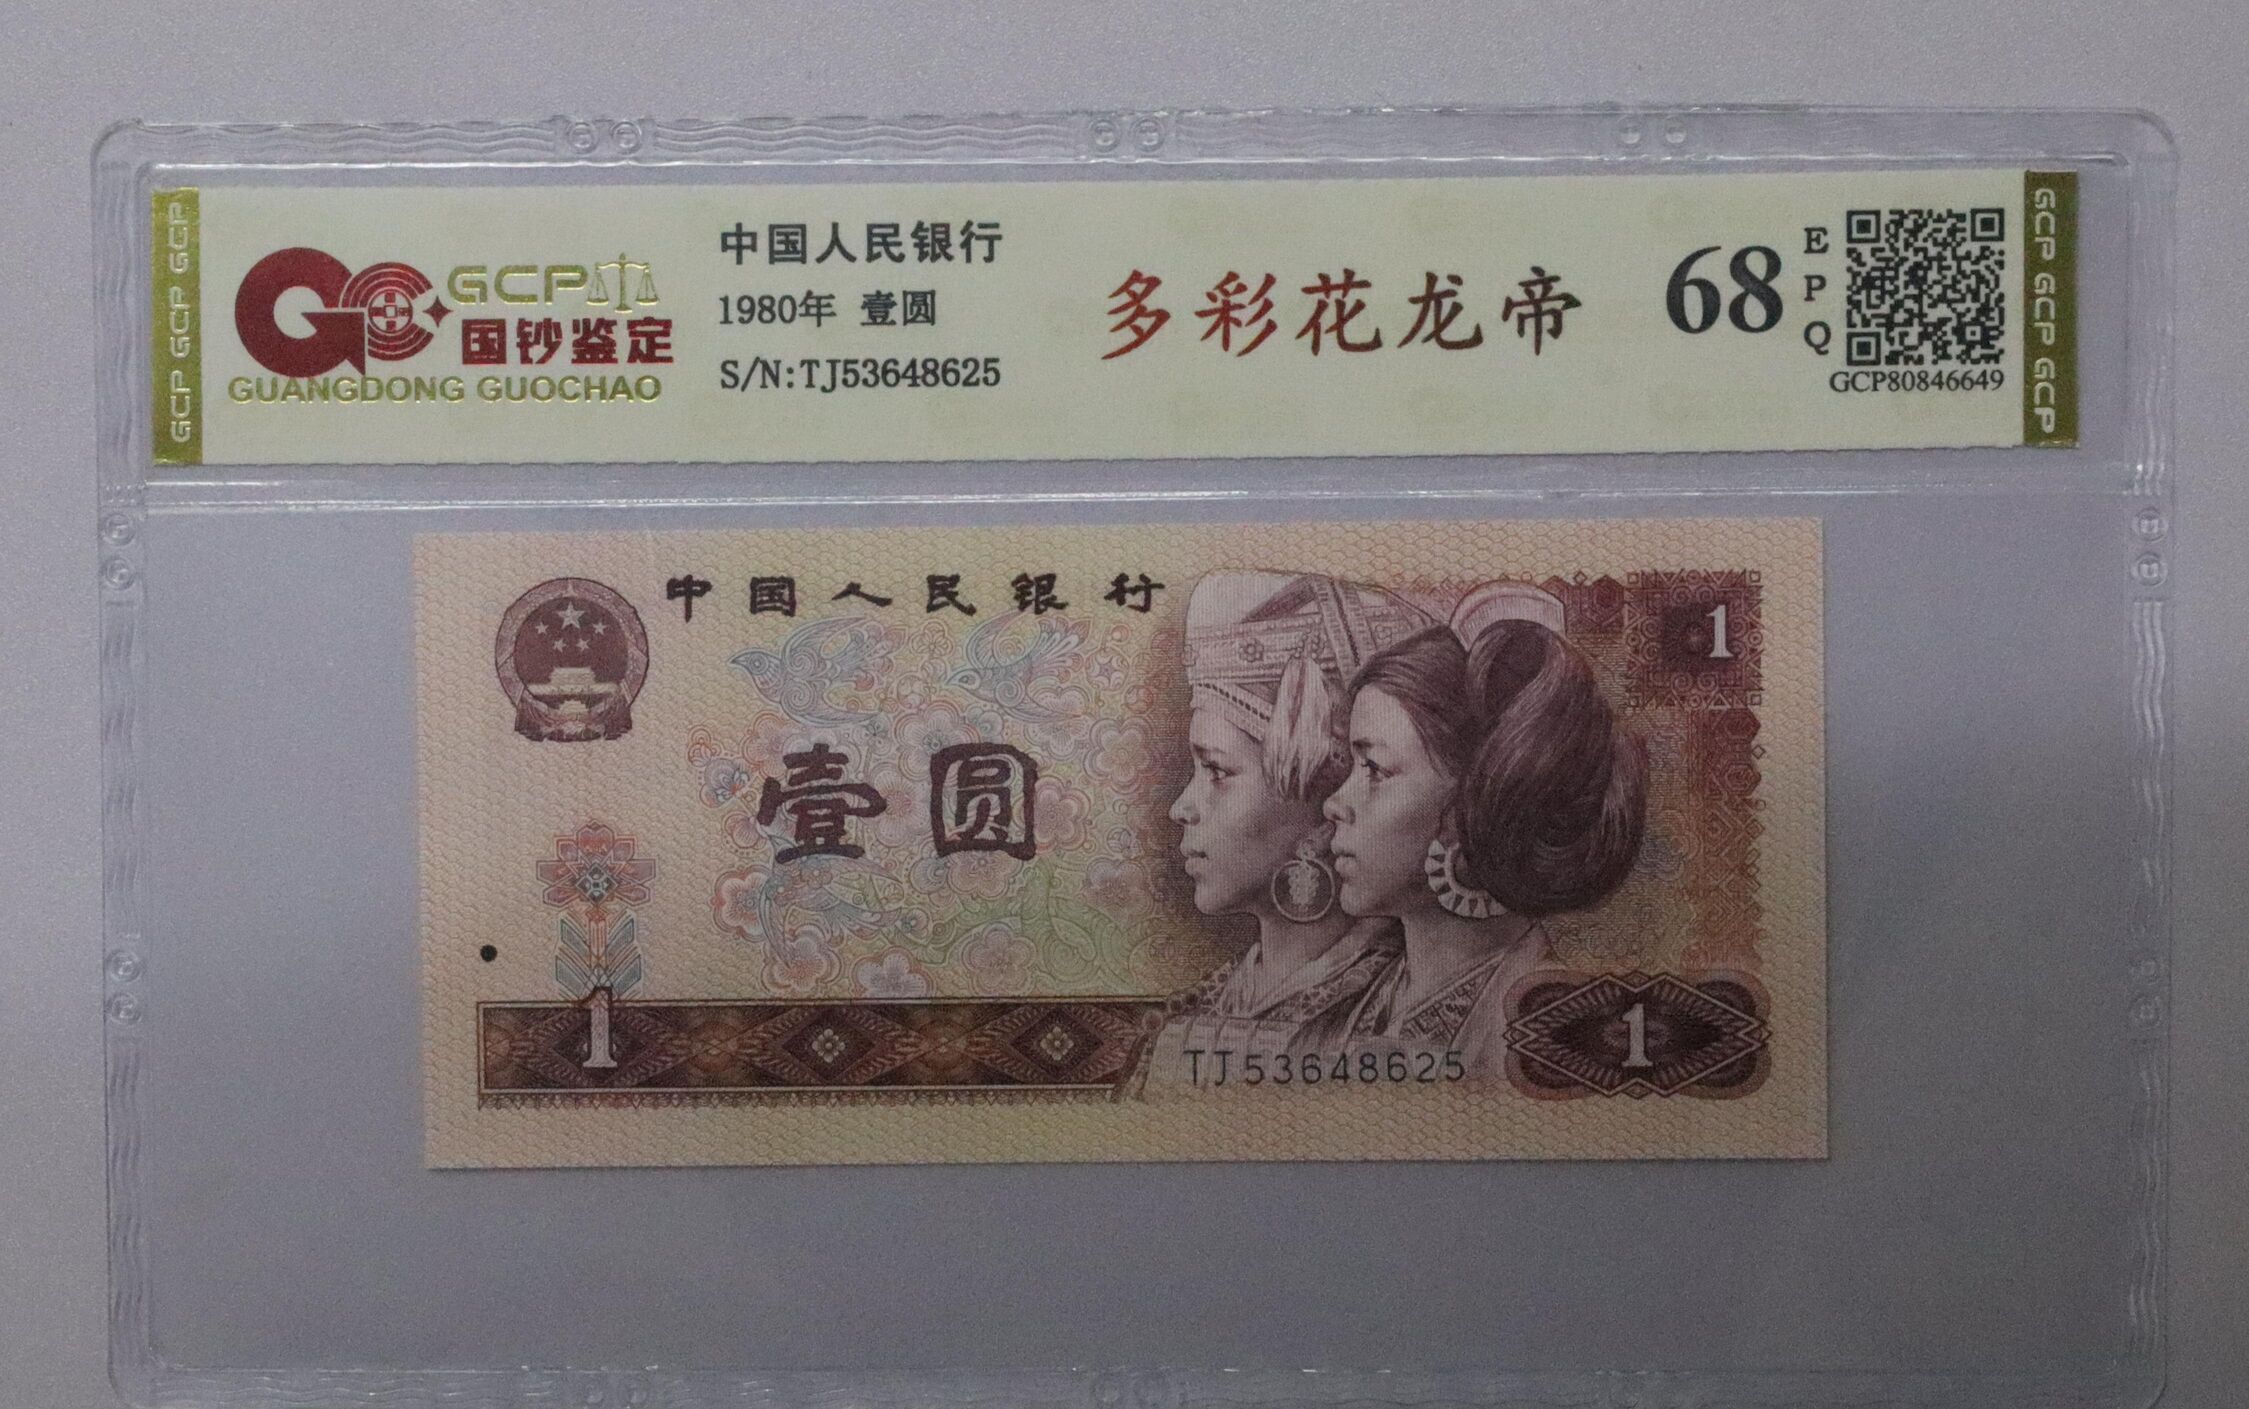 GCP GCP GCP
GCP
国钞鉴定
GUANGDONG GUOCHAO
中国人民银行
1980年 壹圆
S/N:TJ53648625
多彩花龙帝
68
EPQ
GCP80846649
GCP GCP GCP
中国人民银行
1
壹圆
1
TJ53648625
1